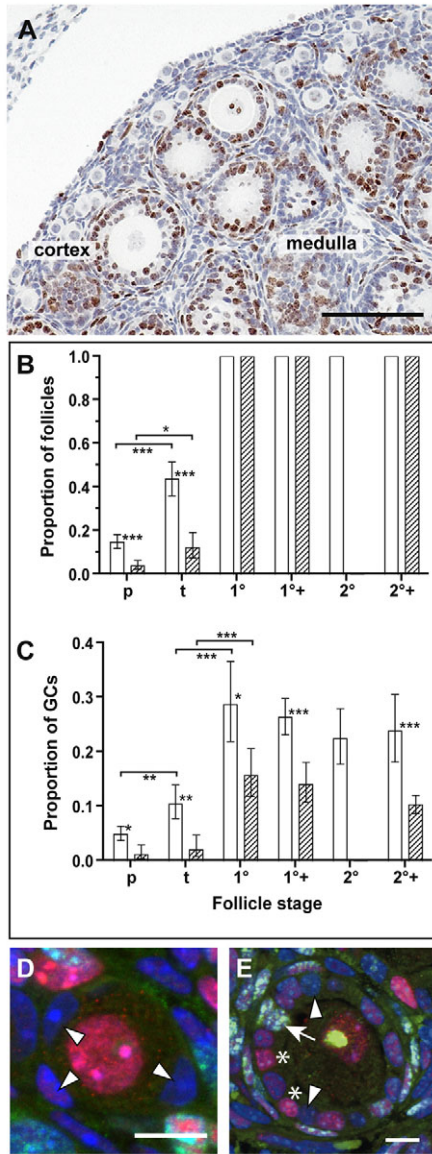 A
cortex
medulla
B
Proportion of follicles
1.0
0.8
0.6
0.4
0.2
0.0
*
***
***
***
p t 1° 1°+ 2° 2°+
C
Proportion of GCs
0.4
0.3
0.2
0.1
0.0
***
***
*
***
***
**
**
*
p t 1° 1°+ 2° 2°+
Follicle stage
D
E
*
*